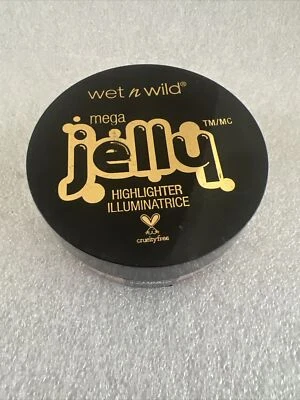 wet n wild®
mega
jelly TM/MC
HIGHLIGHTER
ILLUMINATRICE
crueltyfree